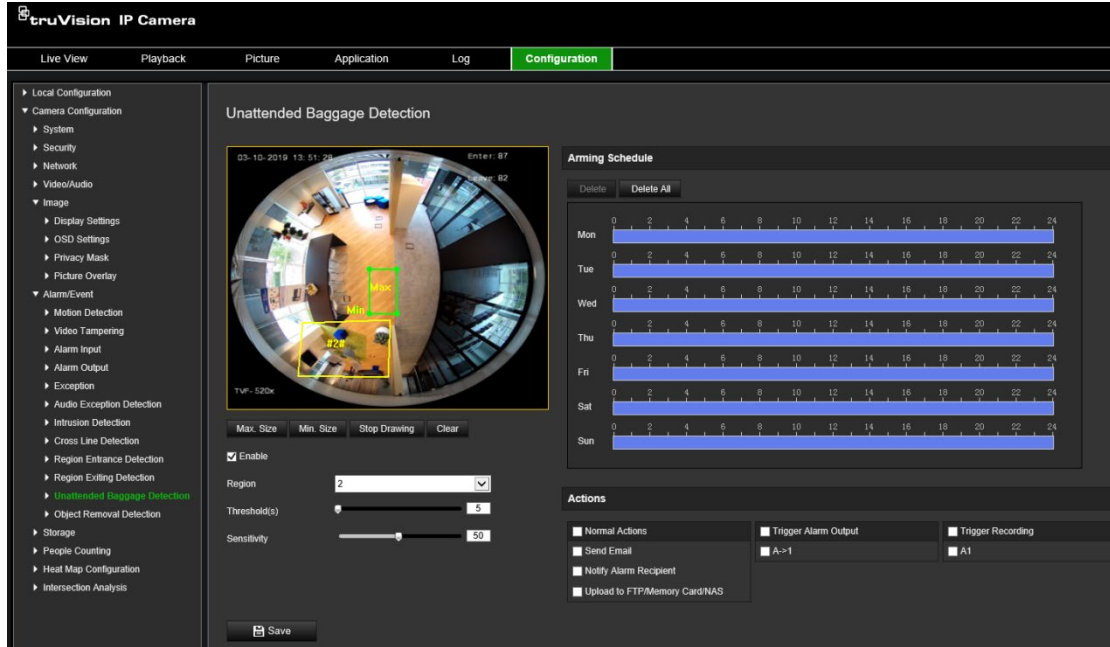 truVision IP Camera
Live View Playback Picture Application Log Configuration
Local Configuration
Camera Configuration
System
Security
Network
Video/Audio
Image
Display Settings
OSD Settings
Privacy Mask
Picture Overlay
Alarm/Event
Motion Detection
Video Tampering
Alarm Input
Alarm Output
Exception
Audio Exception Detection
Intrusion Detection
Cross Line Detection
Region Entrance Detection
Region Exiting Detection
Unattended Baggage Detection
Object Removal Detection
Storage
People Counting
Heat Map Configuration
Intersection Analysis
Unattended Baggage Detection
03-10-2019 13:51:28
Enter: 87
Leave: 82
Max
Min
#2#
TVF-520x
Max. Size Min. Size Stop Drawing Clear
Enable
Region 2
Threshold(s) 5
Sensitivity 50
Save
Arming Schedule
Delete Delete All
0 2 4 6 8 10 12 14 16 18 20 22 24
Mon
0 2 4 6 8 10 12 14 16 18 20 22 24
Tue
0 2 4 6 8 10 12 14 16 18 20 22 24
Wed
0 2 4 6 8 10 12 14 16 18 20 22 24
Thu
0 2 4 6 8 10 12 14 16 18 20 22 24
Fri
0 2 4 6 8 10 12 14 16 18 20 22 24
Sat
0 2 4 6 8 10 12 14 16 18 20 22 24
Sun
Actions
Normal Actions Trigger Alarm Output Trigger Recording
Send Email A->1 A1
Notify Alarm Recipient
Upload to FTP/Memory Card/NAS